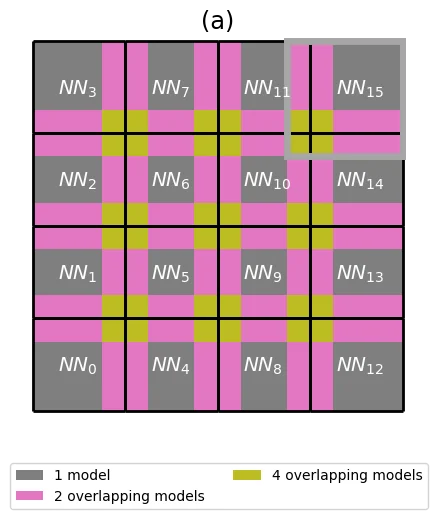 (a)
NN₃ NN₇ NN₁₁ NN₁₅
NN₂ NN₆ NN₁₀ NN₁₄
NN₁ NN₅ NN₉ NN₁₃
NN₀ NN₄ NN₈ NN₁₂
1 model
2 overlapping models
4 overlapping models